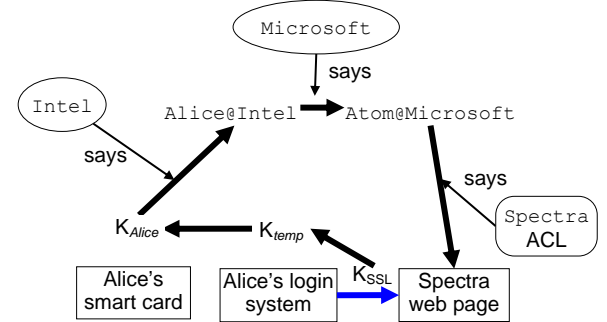 Microsoft
says
Intel
Alice@Intel
Atom@Microsoft
says
says
Spectra
ACL
KAlice
Ktemp
KSSL
Alice's
smart card
Alice's login
system
Spectra
web page